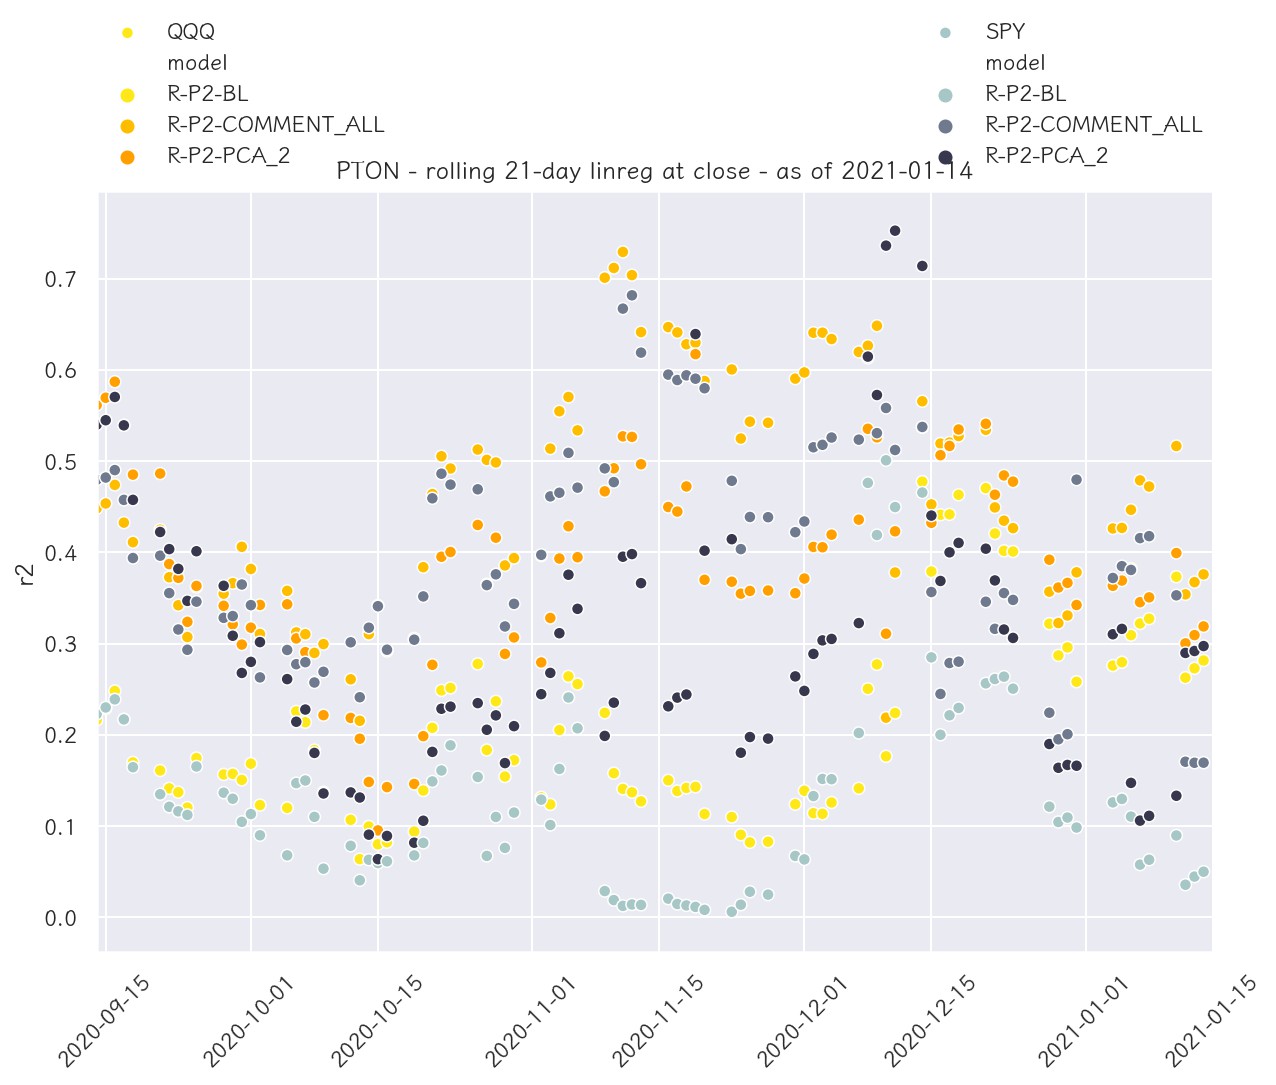 QQQ
model
R-P2-BL
R-P2-COMMENT_ALL
R-P2-PCA_2
SPY
model
R-P2-BL
R-P2-COMMENT_ALL
R-P2-PCA_2
PTON - rolling 21-day linreg at close - as of 2021-01-14
r2
0.7
0.6
0.5
0.4
0.3
0.2
0.1
0.0
2020-09-15
2020-10-01
2020-10-15
2020-11-01
2020-11-15
2020-12-01
2020-12-15
2021-01-01
2021-01-15